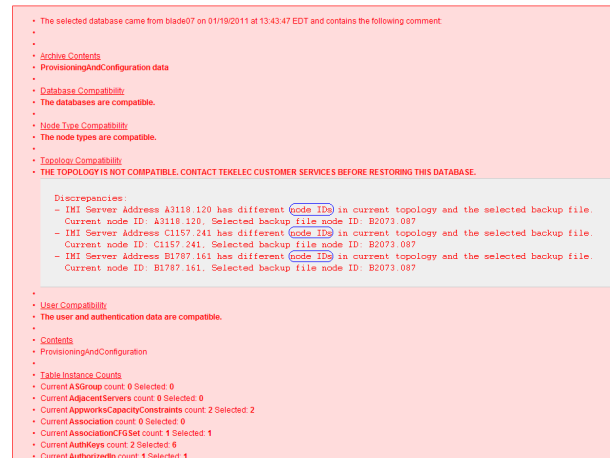 • The selected database came from blade07 on 01/19/2011 at 13:43:47 EDT and contains the following comment:
•
•
• Archive Contents
• ProvisioningAndConfiguration data
•
• Database Compatibility
• The databases are compatible.
•
• Node Type Compatibility
• The node types are compatible.
•
• Topology Compatibility
• THE TOPOLOGY IS NOT COMPATIBLE. CONTACT TEKELEC CUSTOMER SERVICES BEFORE RESTORING THIS DATABASE.
Discrepancies:
- IMI Server Address A3118.120 has different node IDs in current topology and the selected backup file.
Current node ID: A3118.120, Selected backup file node ID: B2073.087
- IMI Server Address C1157.241 has different node IDs in current topology and the selected backup file.
Current node ID: C1157.241, Selected backup file node ID: B2073.087
- IMI Server Address B1787.161 has different node IDs in current topology and the selected backup file.
Current node ID: B1787.161, Selected backup file node ID: B2073.087
•
• User Compatibility
• The user and authentication data are compatible.
•
• Contents
• ProvisioningAndConfiguration
•
• Table Instance Counts
• Current ASGroup count: 0 Selected: 0
• Current AdjacentServers count: 0 Selected: 0
• Current AppworksCapacityConstraints count: 2 Selected: 2
• Current Association count: 0 Selected: 0
• Current AssociationCFGSet count: 1 Selected: 1
• Current AuthKeys count: 2 Selected: 6
• Current AuthorizedIp count: 1 Selected: 1